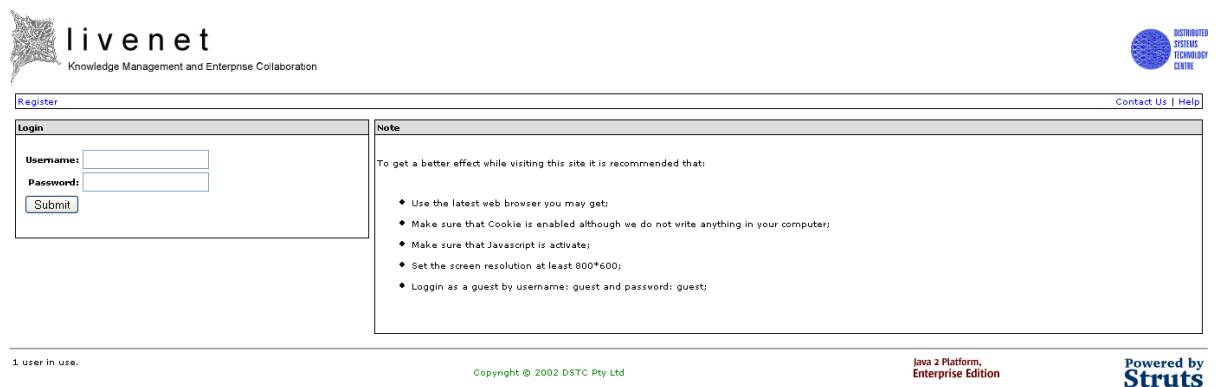 livenet
Knowledge Management and Enterprise Collaboration
DISTRIBUTED
SYSTEMS
TECHNOLOGY
CENTRE
Register
Contact Us | Help
Login
Username:
Password:
Submit
Note
To get a better effect while visiting this site it is recommended that:
Use the latest web browser you may get;
Make sure that Cookie is enabled although we do not write anything in your computer;
Make sure that Javascript is activate;
Set the screen resolution at least 800*600;
Loggin as a guest by username: guest and password: guest;
1 user in use.
Copyright © 2002 DSTC Pty Ltd
Java 2 Platform,
Enterprise Edition
Powered by
Struts